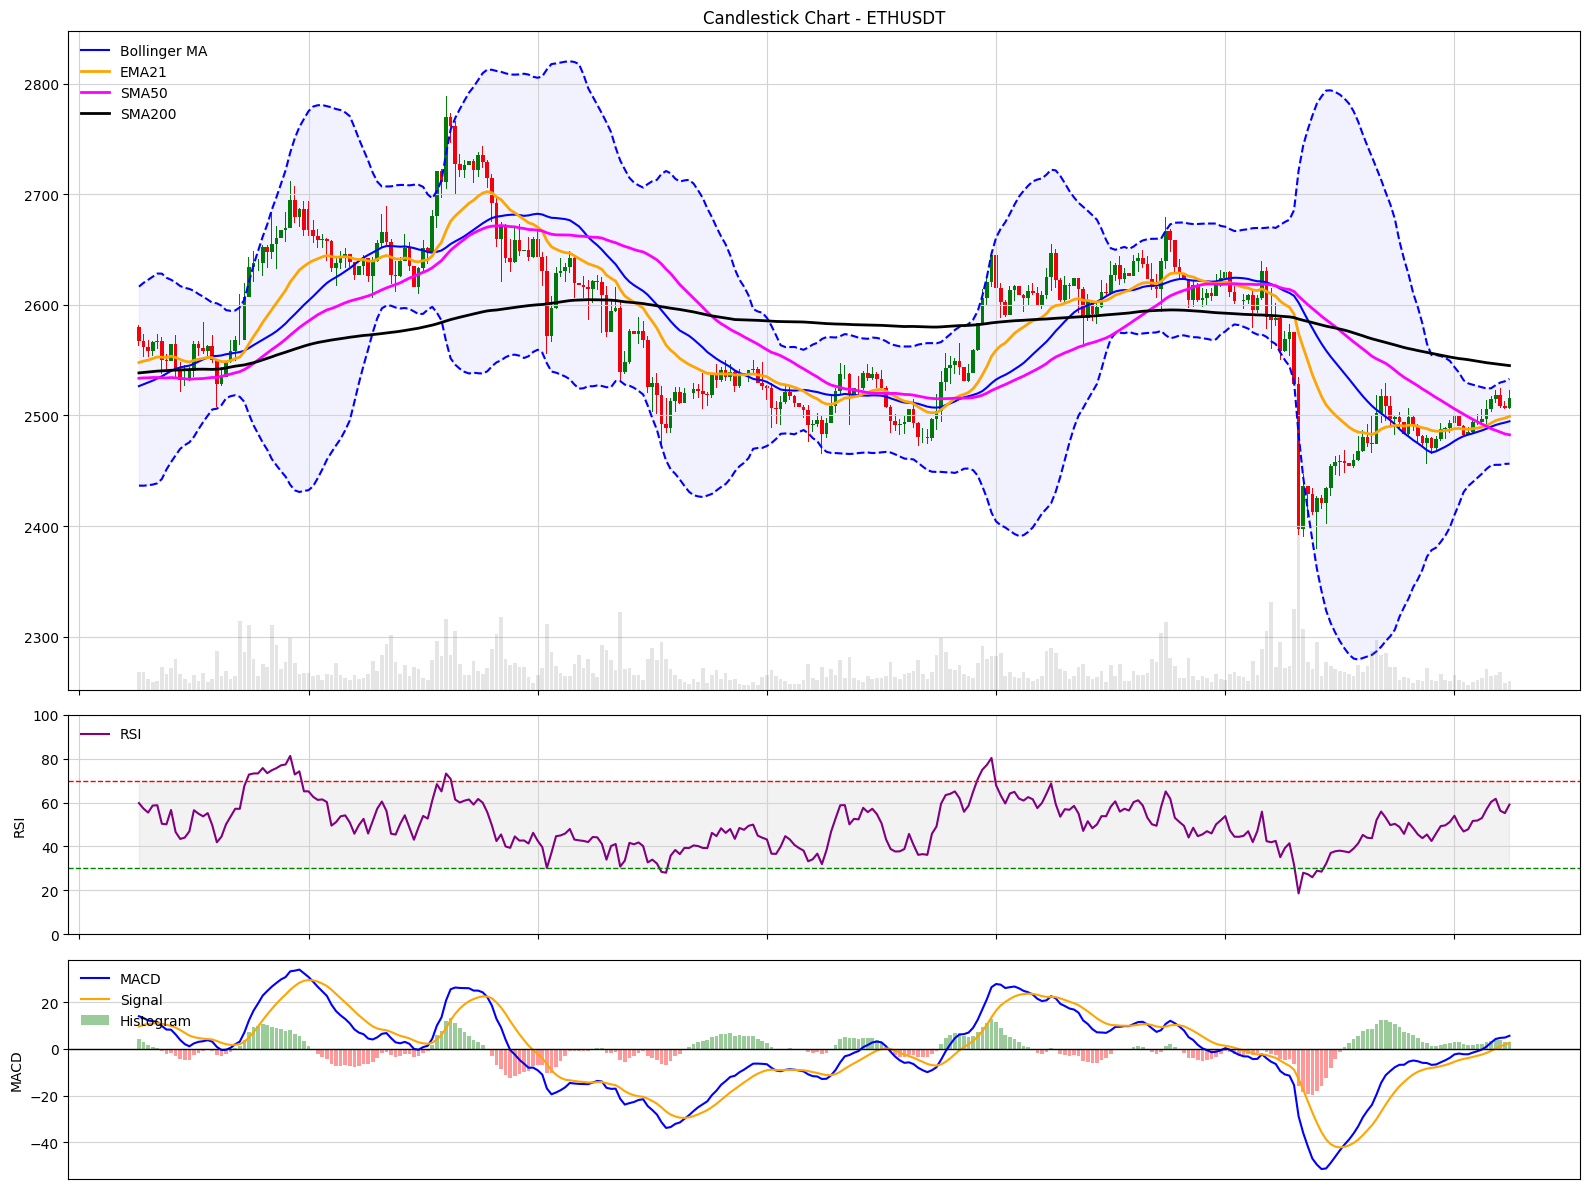 Candlestick Chart - ETHUSDT
Bollinger MA
EMA21
SMA50
SMA200
2800
2700
2600
2500
2400
2300
RSI
100
80
60
40
20
0
RSI
MACD
Signal
Histogram
20
0
−20
−40
MACD